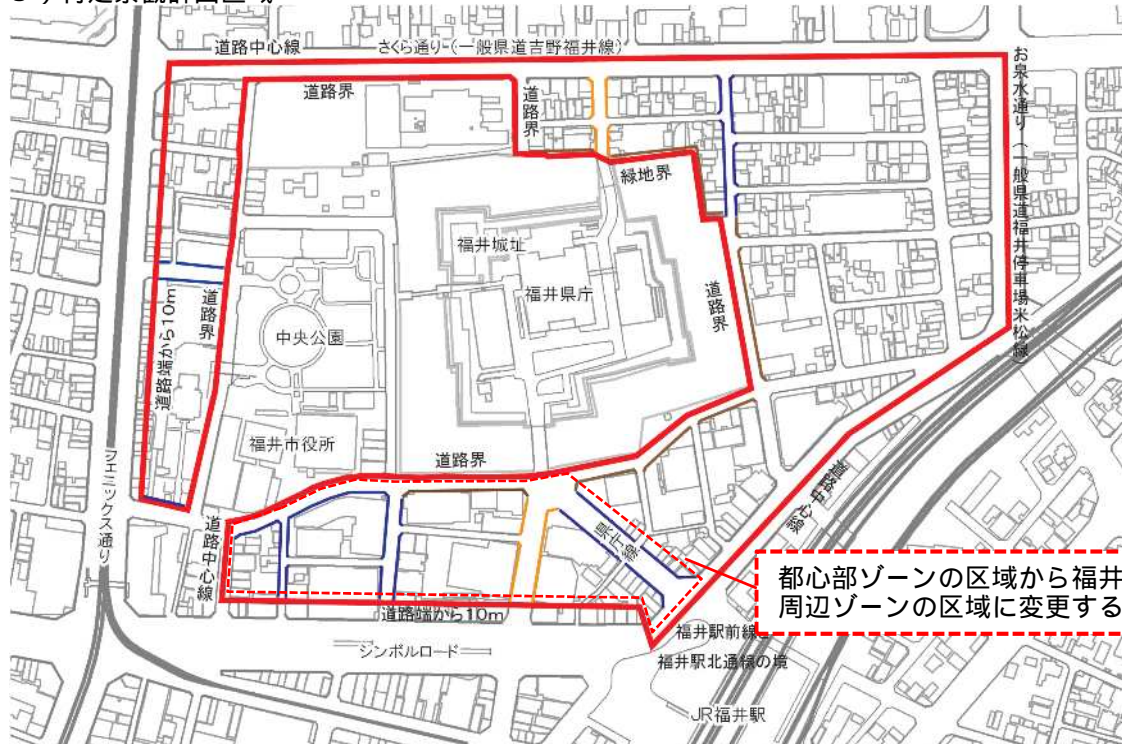 道路中心線
さくら通り(一般県道吉野福井線)
お泉水通り(一般県道福井停車場米松線)
道路界
道路界
緑地界
福井城址
福井県庁
道路界
道路界
道路端から10m
中央公園
福井市役所
道路界
フェニックス通り
道路中心線
県庁線
道路中心線
都心部ゾーンの区域から福井
周辺ゾーンの区域に変更する
道路端から10m
福井駅前線
シンボルロード
福井駅北通線の境
JR福井駅